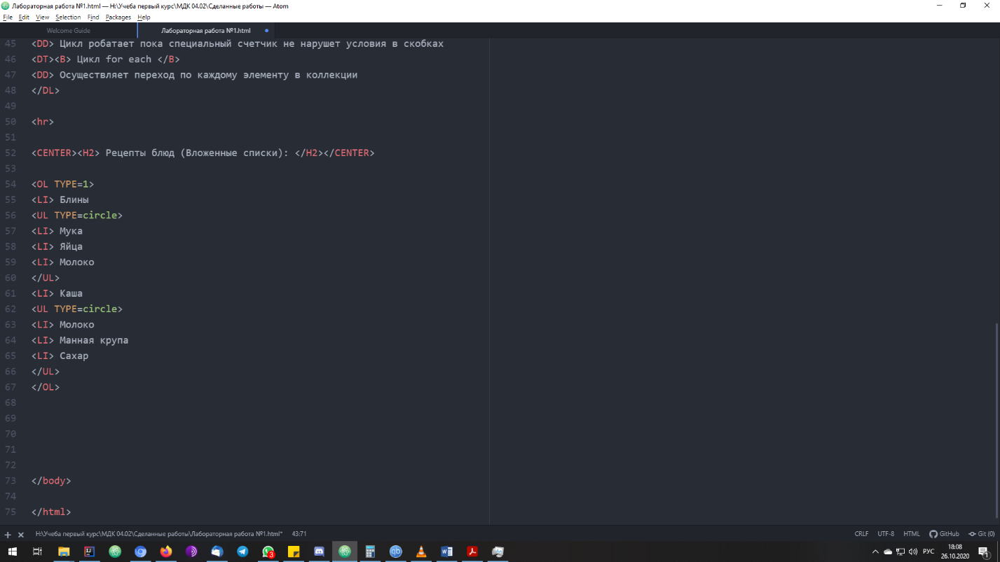 Лабораторная работа №1.html — H:\Учеба первый курс\МДК 04.02\Сделанные работы — Atom
File Edit View Selection Find Packages Help
Welcome Guide
Лабораторная работа №1.html
45 <DD> Цикл робатает пока специальный счетчик не нарушет условия в скобках
46 <DT><B> Цикл for each </B>
47 <DD> Осуществляет переход по каждому элементу в коллекции
48 </DL>
49
50 <hr>
51
52 <CENTER><H2> Рецепты блюд (Вложенные списки): </H2></CENTER>
53
54 <OL TYPE=1>
55 <LI> Блины
56 <UL TYPE=circle>
57 <LI> Мука
58 <LI> Яйца
59 <LI> Молоко
60 </UL>
61 <LI> Каша
62 <UL TYPE=circle>
63 <LI> Молоко
64 <LI> Манная крупа
65 <LI> Сахар
66 </UL>
67 </OL>
68
69
70
71
72
73 </body>
74
75 </html>
H:\Учеба первый курс\МДК 04.02\Сделанные работы\Лабораторная работа №1.html* 43:71
CRLF UTF-8 HTML GitHub Git (0)
IJ
3
qb
W
РУС
18:08
26.10.2020
1